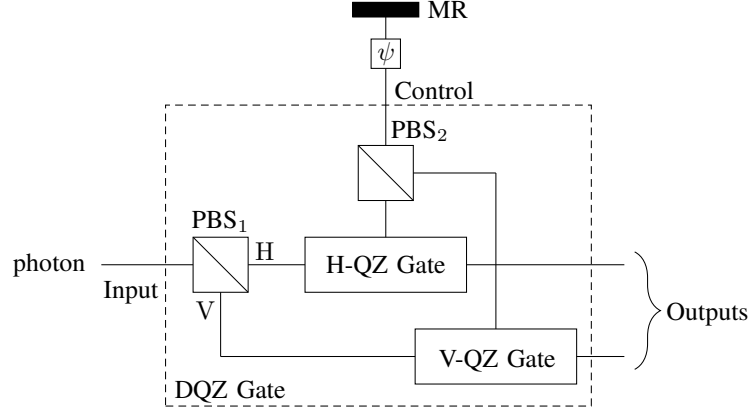 MR
ψ
Control
PBS₂
PBS₁
H
photon
H-QZ Gate
Input
V
Outputs
V-QZ Gate
DQZ Gate